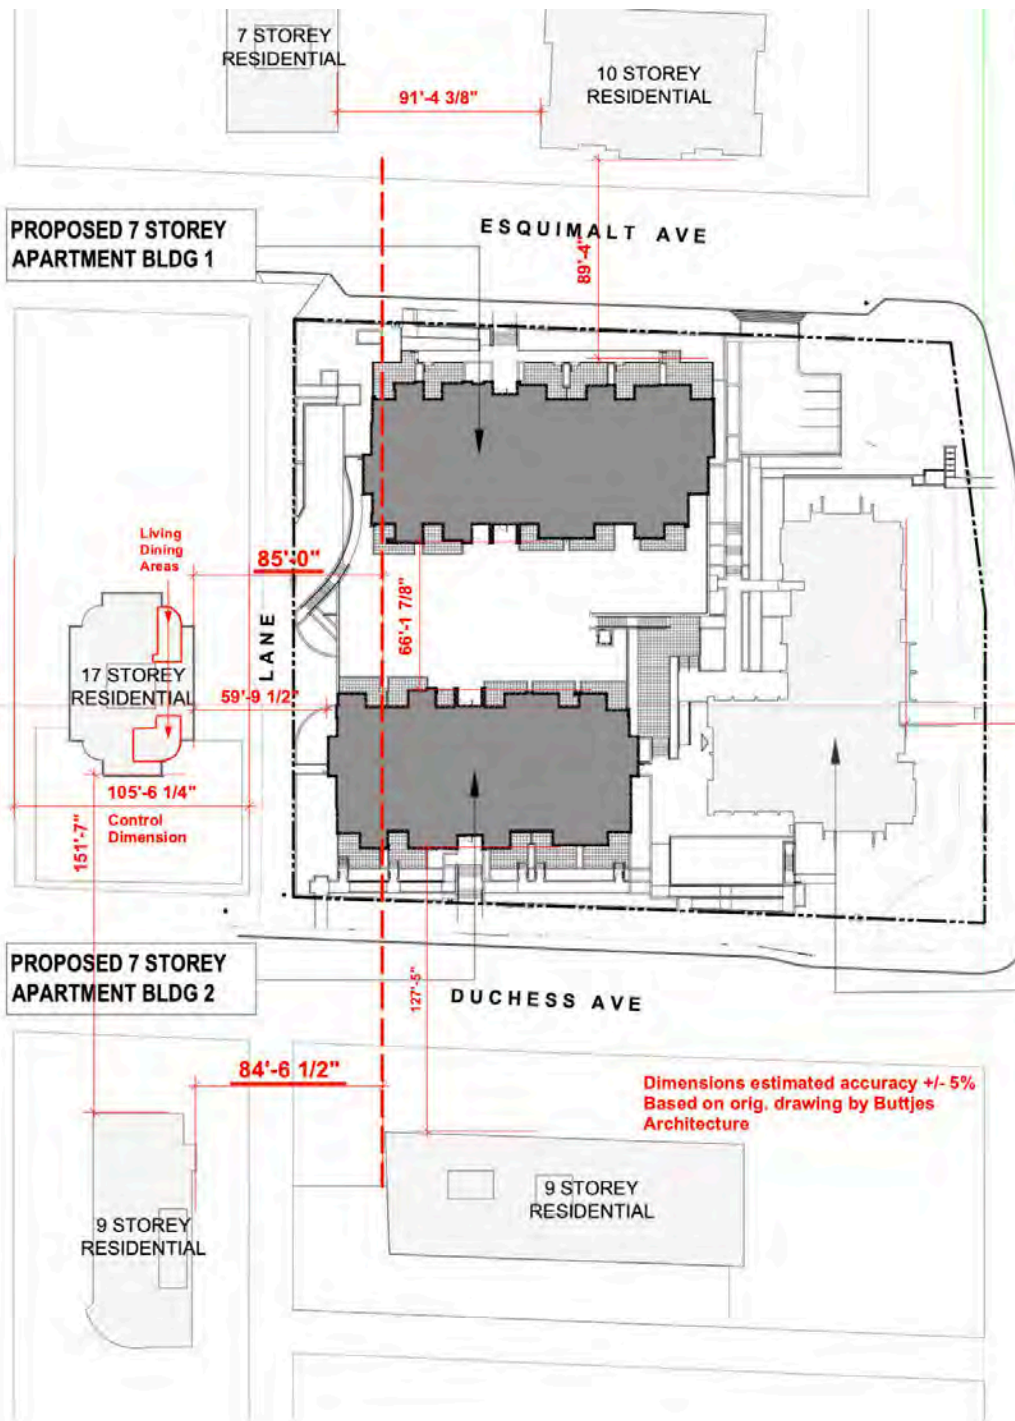 7 STOREY
RESIDENTIAL
10 STOREY
RESIDENTIAL
91'-4 3/8"
PROPOSED 7 STOREY
APARTMENT BLDG 1
ESQUIMALT AVE
89'-4"
Living
Dining
Areas
85'-0"
LANE
66'-1 7/8"
17 STOREY
RESIDENTIAL
59'-9 1/2"
105'-6 1/4"
Control
Dimension
151'-7"
PROPOSED 7 STOREY
APARTMENT BLDG 2
127'-5"
DUCHESS AVE
84'-6 1/2"
Dimensions estimated accuracy +/- 5%
Based on orig. drawing by Buttjes
Architecture
9 STOREY
RESIDENTIAL
9 STOREY
RESIDENTIAL